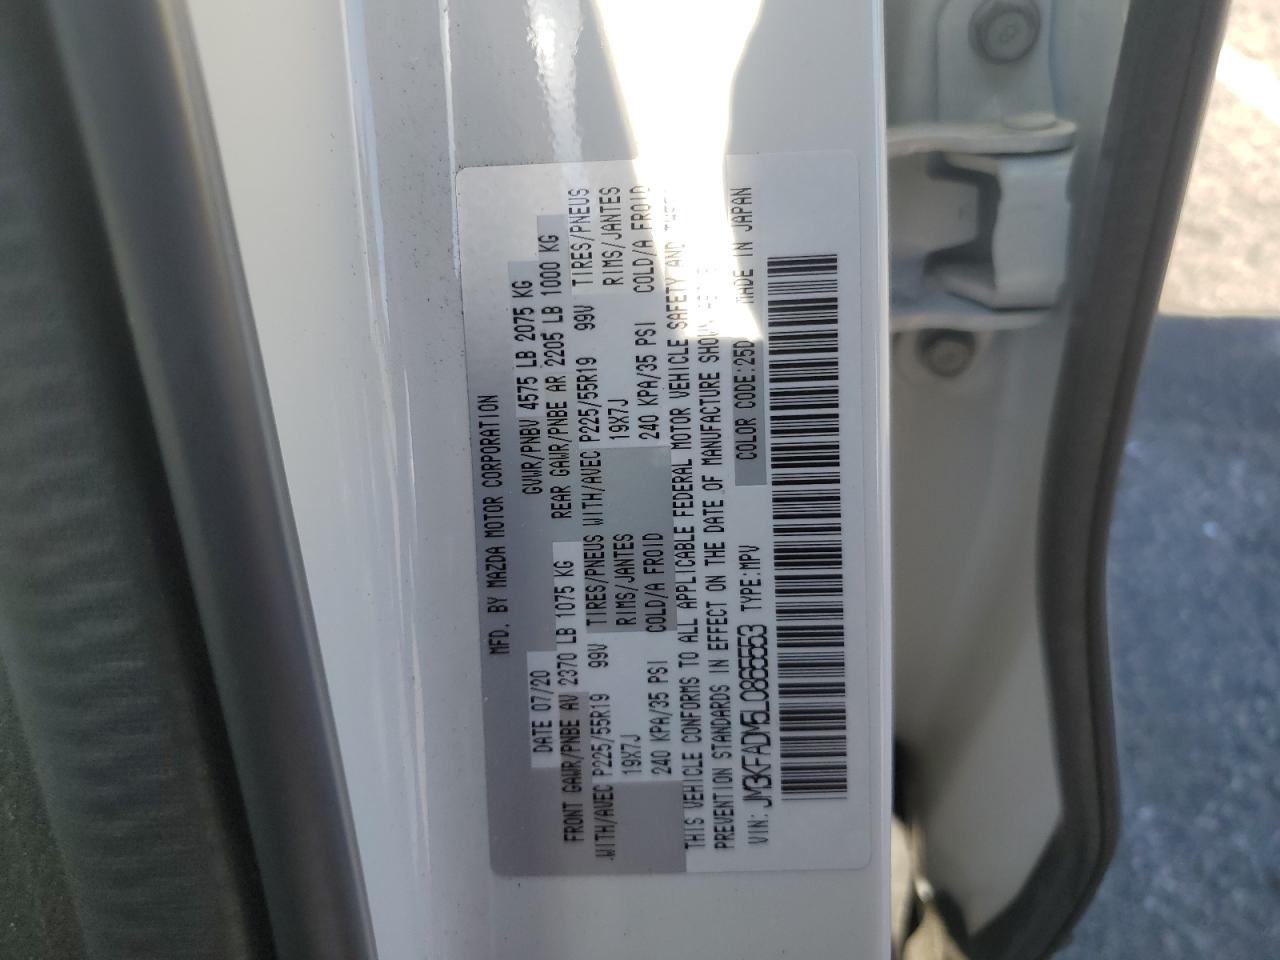 MFD. BY MAZDA MOTOR CORPORATION
DATE 07/20 GVWR/PNBV 4575 LB 2075 KG
FRONT GAWR/PNBE AV 2370 LB 1075 KG REAR GAWR/PNBE AR 2205 LB 1000 KG
WITH/AVEC P225/55R19 99V TIRES/PNEUS WITH/AVEC P225/55R19 99V TIRES/PNEUS
19X7J RIMS/JANTES 19X7J RIMS/JANTES
240 KPA/35 PSI COLD/A FROID 240 KPA/35 PSI COLD/A FROID
THIS VEHICLE CONFORMS TO ALL APPLICABLE FEDERAL MOTOR VEHICLE SAFETY AND
PREVENTION STANDARDS IN EFFECT ON THE DATE OF MANUFACTURE
VIN: TYPE:MPV COLOR CODE:25D MADE IN JAPAN